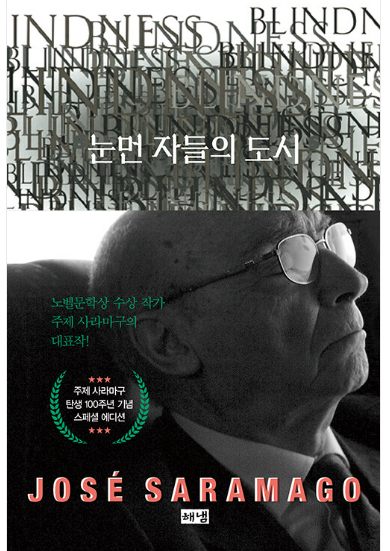 BLINDNESS
눈먼 자들의 도시
노벨문학상 수상 작가
주제 사라마구의
대표작!
★★★
주제 사라마구
탄생 100주년 기념
스페셜 에디션
★★★
JOSÉ SARAMAGO
해냄